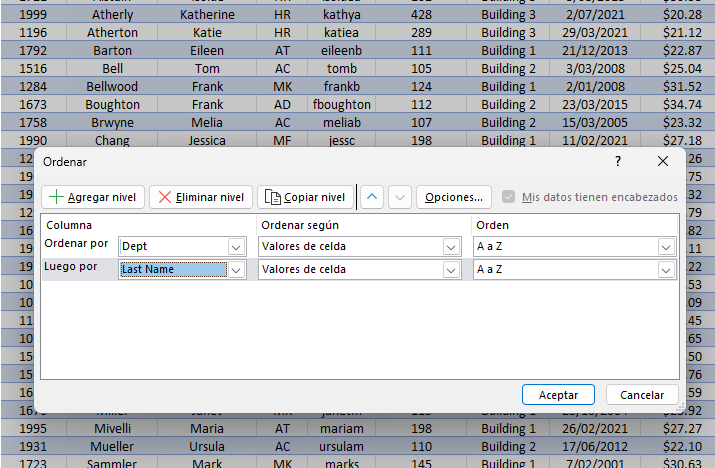 1999 Atherly Katherine HR kathya 428 Building 3 2/07/2021 $20.28
1196 Atherton Katie HR katiea 289 Building 3 29/03/2021 $21.12
1792 Barton Eileen AT eileenb 111 Building 1 21/12/2013 $22.87
1516 Bell Tom AC tomb 105 Building 2 3/03/2008 $25.04
1284 Bellwood Frank MK frankb 124 Building 1 2/01/2008 $31.52
1673 Boughton Frank AD fboughton 112 Building 2 23/03/2015 $34.74
1758 Brwyne Melia AC meliab 107 Building 2 15/03/2005 $23.32
1990 Chang Jessica MF jessc 198 Building 1 11/02/2021 $27.18
Ordenar ?
Agregar nivel Eliminar nivel Copiar nivel Opciones... Mis datos tienen encabezados
Columna Ordenar según Orden
Ordenar por Dept Valores de celda A a Z
Luego por Last Name Valores de celda A a Z
Aceptar Cancelar
1995 Mivelli Maria AT mariam 198 Building 1 26/02/2021 $27.27
1931 Mueller Ursula AC ursulam 110 Building 2 17/06/2012 $22.10
1723 Sammler Mark MK marks 145 Building 1 7/02/2001 $30.63